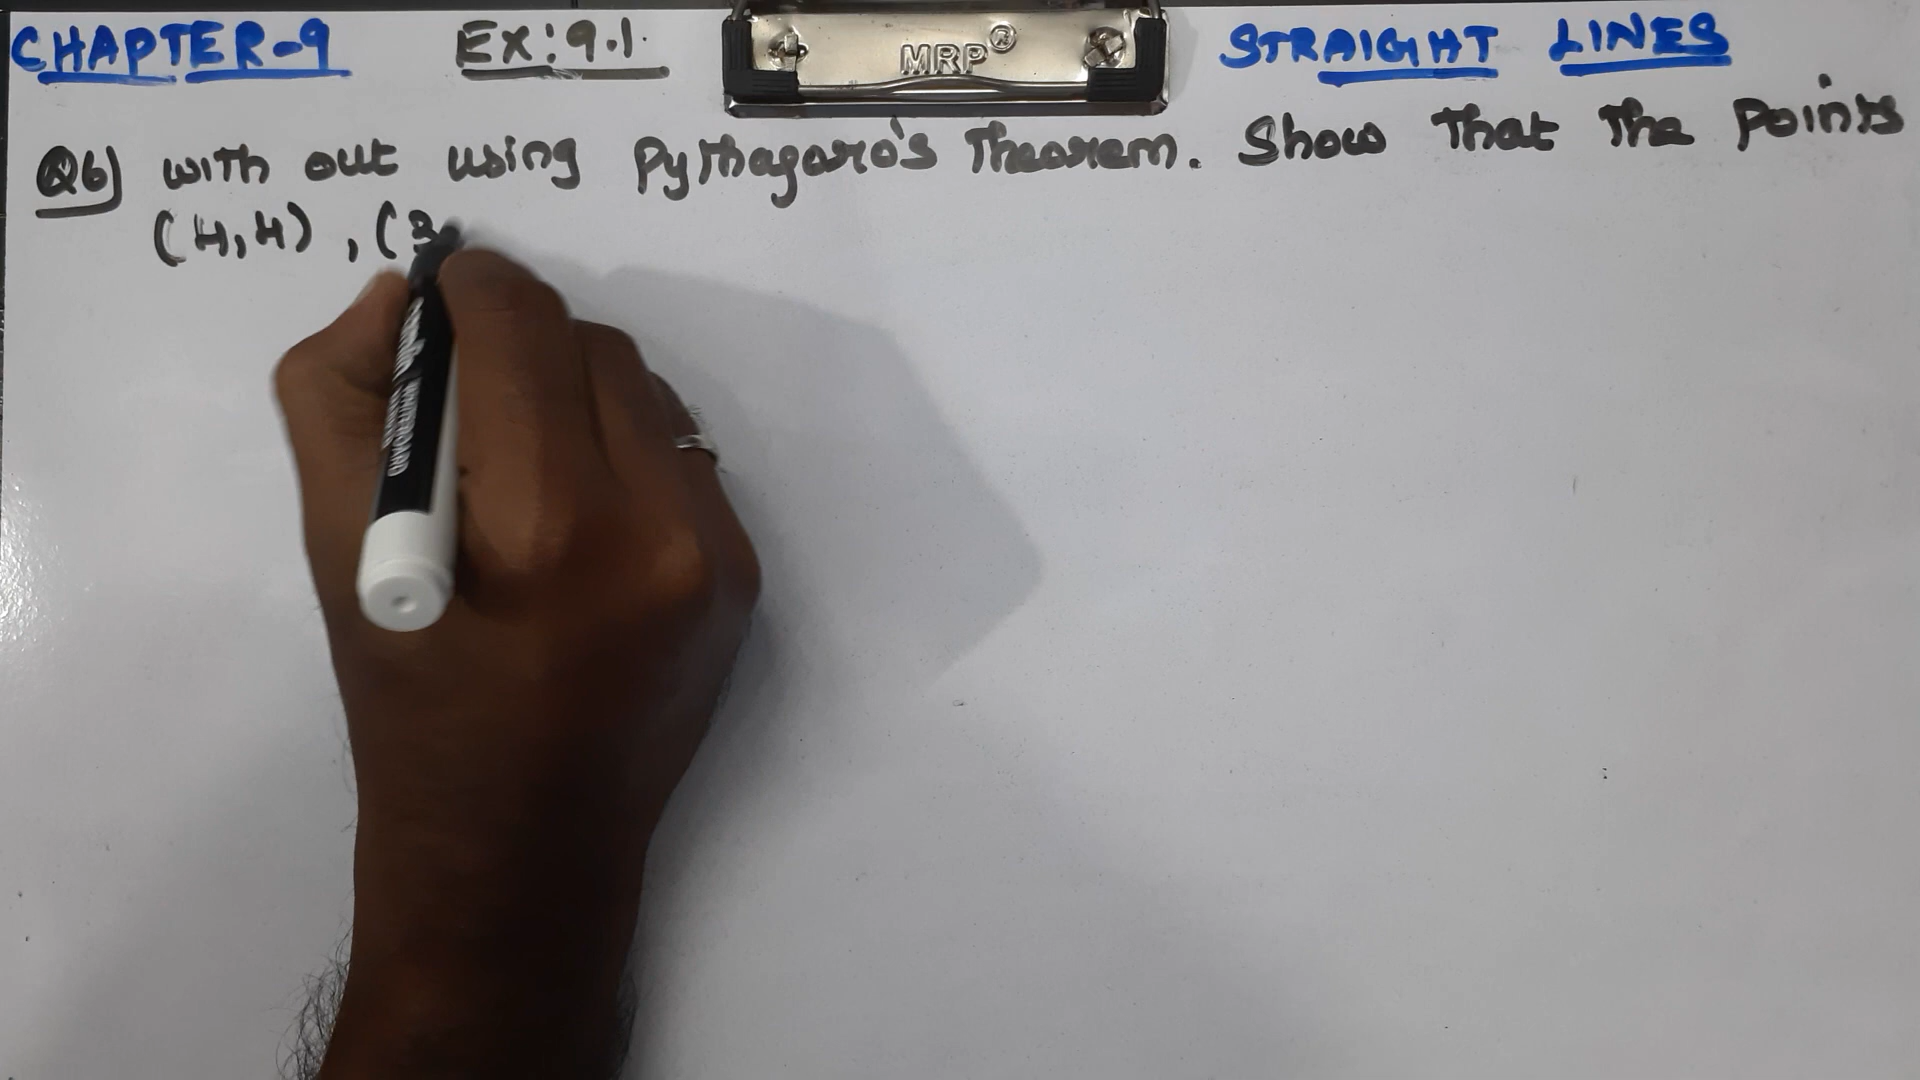 CHAPTER-9 EX:9.1. MRP® STRAIGHT LINES
Q6) with out using Pythagaro's Theorem. Show that the points
(4,4), (3